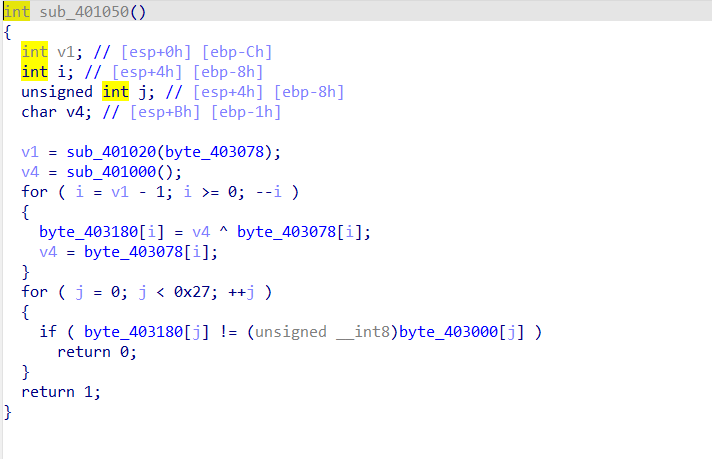 int sub_401050()
{
  int v1; // [esp+0h] [ebp-Ch]
  int i; // [esp+4h] [ebp-8h]
  unsigned int j; // [esp+4h] [ebp-8h]
  char v4; // [esp+Bh] [ebp-1h]

  v1 = sub_401020(byte_403078);
  v4 = sub_401000();
  for ( i = v1 - 1; i >= 0; --i )
  {
    byte_403180[i] = v4 ^ byte_403078[i];
    v4 = byte_403078[i];
  }
  for ( j = 0; j < 0x27; ++j )
  {
    if ( byte_403180[j] != (unsigned __int8)byte_403000[j] )
      return 0;
  }
  return 1;
}